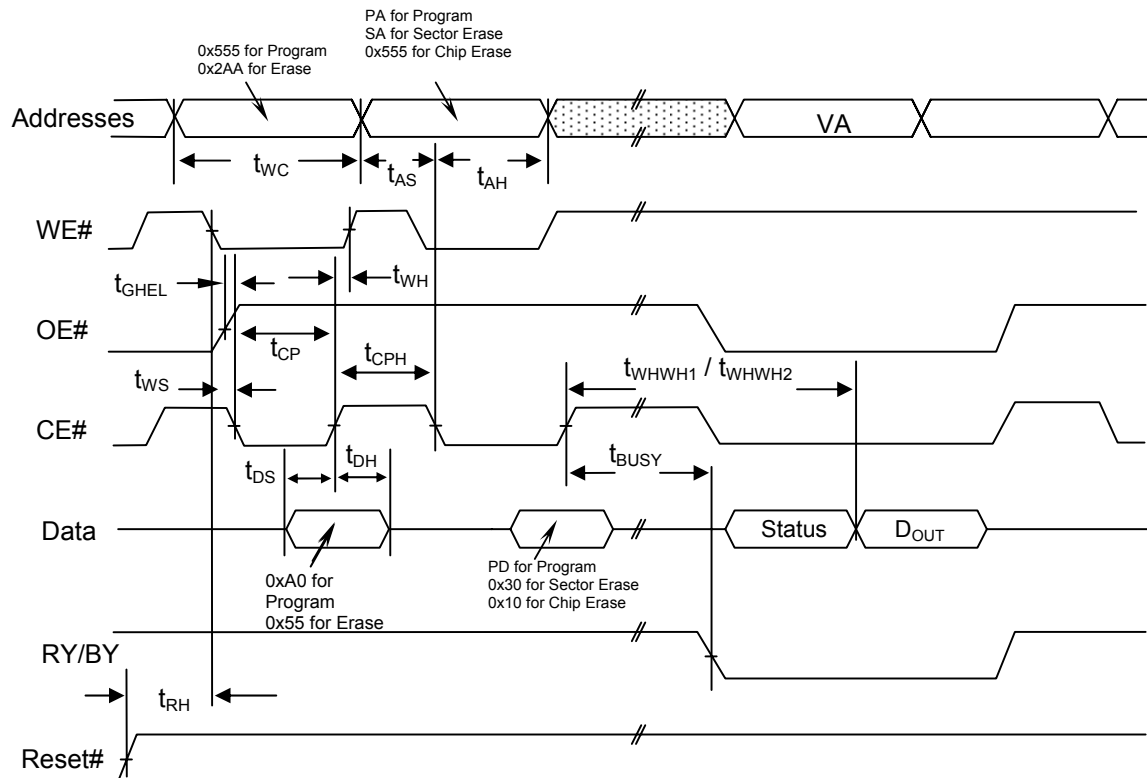 0x555 for Program
0x2AA for Erase
PA for Program
SA for Sector Erase
0x555 for Chip Erase
Addresses
VA
tWC
tAS
tAH
WE#
tWH
tGHEL
OE#
tCP
tCPH
tWHWH1 / tWHWH2
tWS
CE#
tDS
tDH
tBUSY
Data
Status
DOUT
0xA0 for
Program
0x55 for Erase
PD for Program
0x30 for Sector Erase
0x10 for Chip Erase
RY/BY
tRH
Reset#